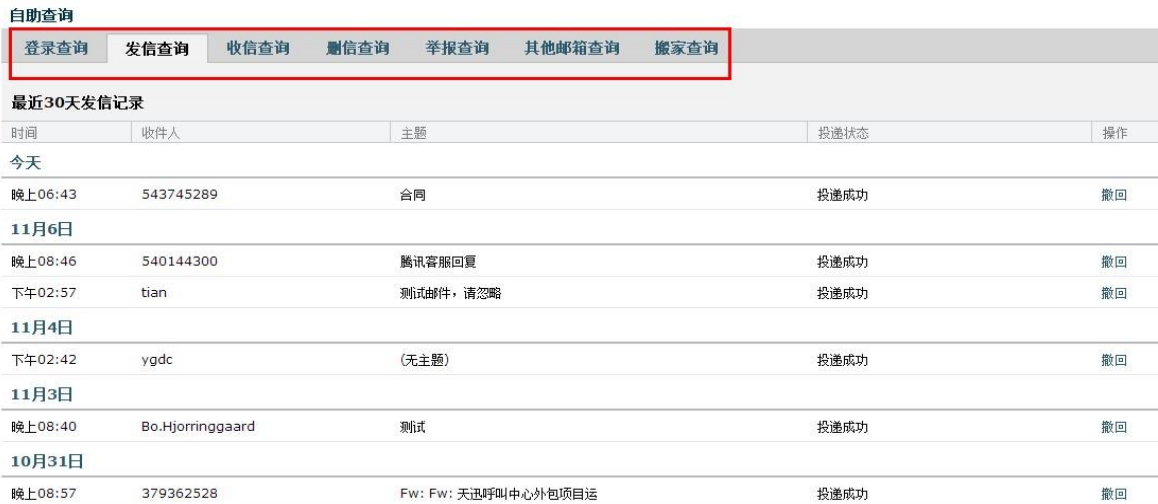 自助查询
登录查询 发信查询 收信查询 删信查询 举报查询 其他邮箱查询 搬家查询
最近30天发信记录
时间 收件人 主题 投递状态 操作
今天
晚上06:43 543745289 合同 投递成功 撤回
11月6日
晚上08:46 540144300 腾讯客服回复 投递成功 撤回
下午02:57 tian 测试邮件，请忽略 投递成功 撤回
11月4日
下午02:42 ygdc (无主题) 投递成功 撤回
11月3日
晚上08:40 Bo.Hjorringgaard 测试 投递成功 撤回
10月31日
晚上08:57 379362528 Fw: Fw: 天迅呼叫中心外包项目运 投递成功 撤回